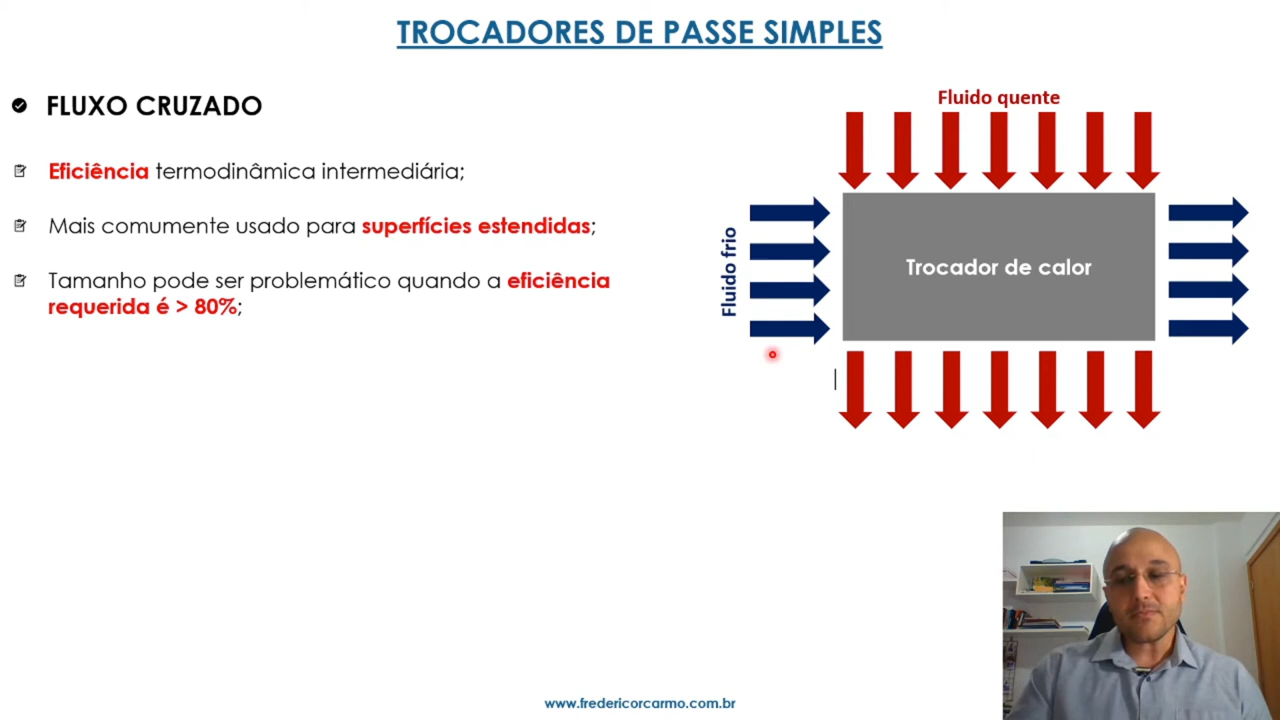 TROCADORES DE PASSE SIMPLES
FLUXO CRUZADO
Eficiência termodinâmica intermediária;
Mais comumente usado para superfícies estendidas;
Tamanho pode ser problemático quando a eficiência
requerida é > 80%;
Fluido quente
Fluido frio
Trocador de calor
www.fredericorcarmo.com.br